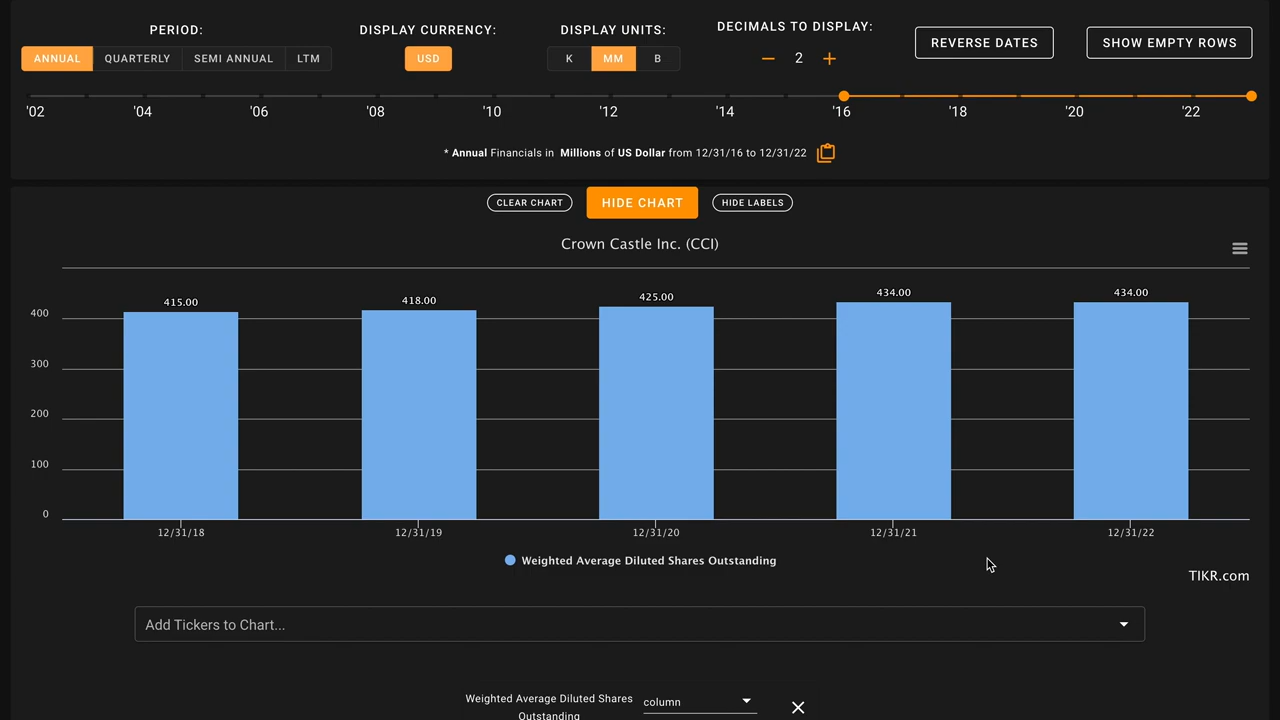 PERIOD: DISPLAY CURRENCY: DISPLAY UNITS: DECIMALS TO DISPLAY:
ANNUAL QUARTERLY SEMI ANNUAL LTM USD K MM B − 2 + REVERSE DATES SHOW EMPTY ROWS
'02 '04 '06 '08 '10 '12 '14 '16 '18 '20 '22
* Annual Financials in Millions of US Dollar from 12/31/16 to 12/31/22
CLEAR CHART HIDE CHART HIDE LABELS
Crown Castle Inc. (CCI)
415.00 418.00 425.00 434.00 434.00
400
300
200
100
0
12/31/18 12/31/19 12/31/20 12/31/21 12/31/22
Weighted Average Diluted Shares Outstanding
TIKR.com
Add Tickers to Chart...
Weighted Average Diluted Shares column
Outstanding